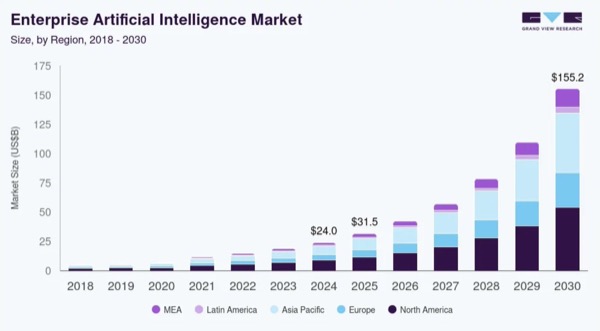 Enterprise Artificial Intelligence Market
Size, by Region, 2018 - 2030
GRAND VIEW RESEARCH
Market Size (US$B)
175
150
125
100
75
50
25
0
$24.0
$31.5
$155.2
2018 2019 2020 2021 2022 2023 2024 2025 2026 2027 2028 2029 2030
MEA Latin America Asia Pacific Europe North America